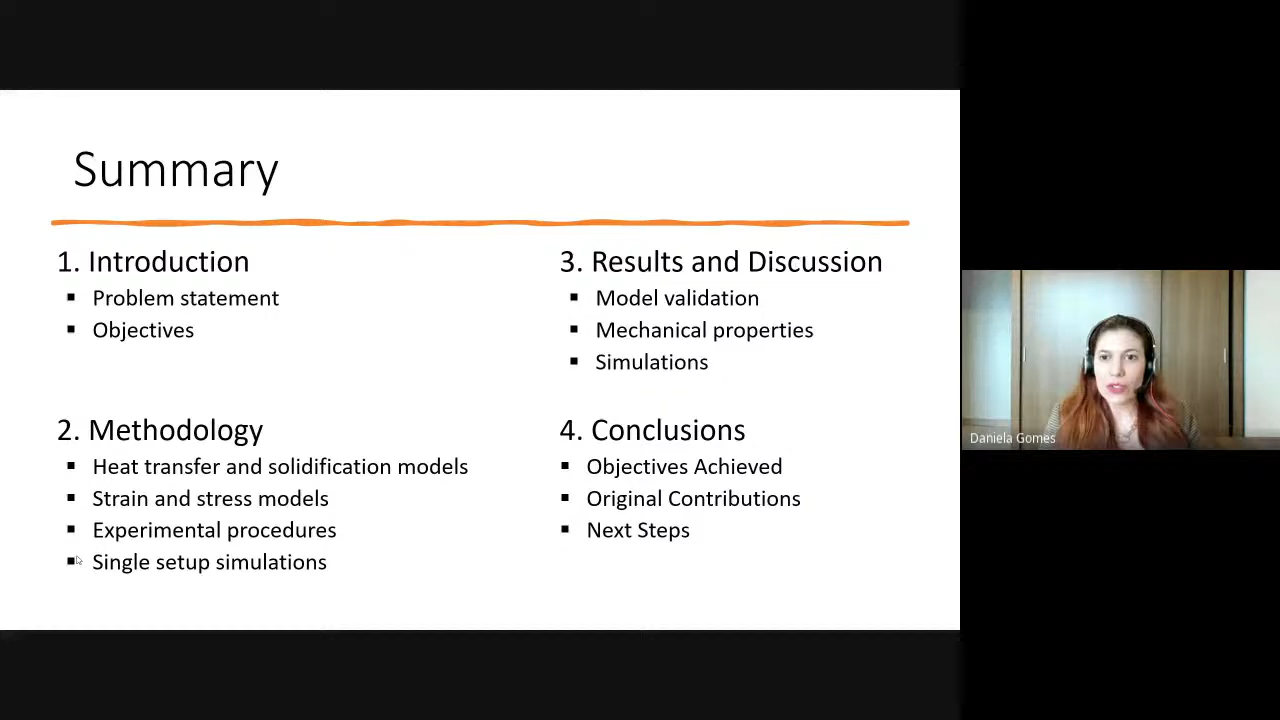 Summary
1. Introduction
▪ Problem statement
▪ Objectives
2. Methodology
▪ Heat transfer and solidification models
▪ Strain and stress models
▪ Experimental procedures
▪ Single setup simulations
3. Results and Discussion
▪ Model validation
▪ Mechanical properties
▪ Simulations
4. Conclusions
▪ Objectives Achieved
▪ Original Contributions
▪ Next Steps
Daniela Gomes